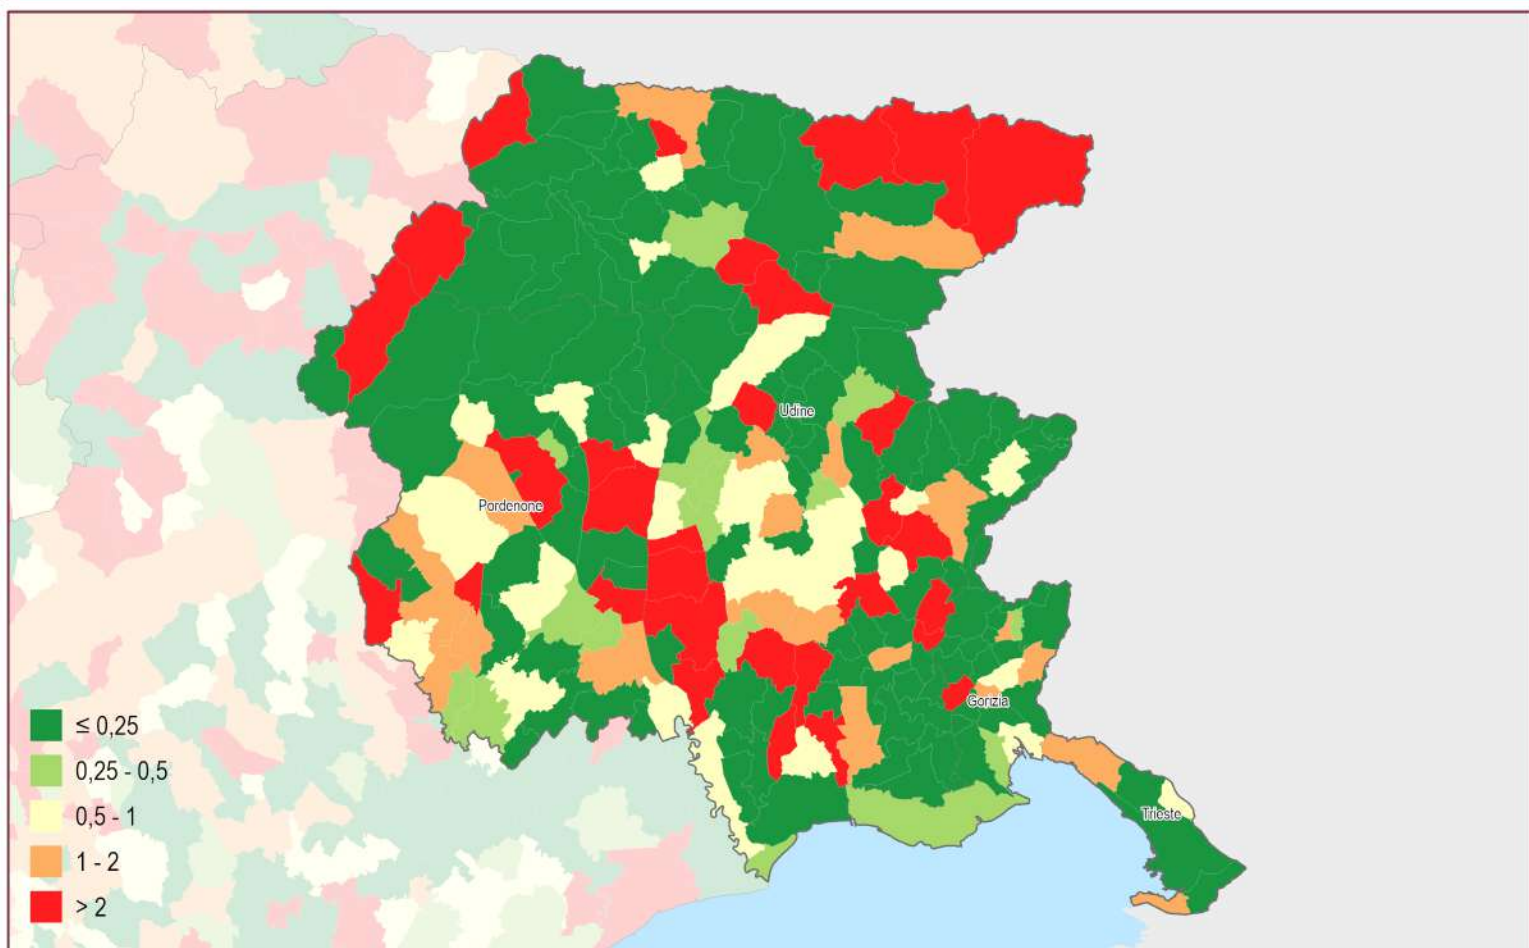 Udine
Pordenone
Gorizia
Trieste
≤ 0,25
0,25 - 0,5
0,5 - 1
1 - 2
> 2